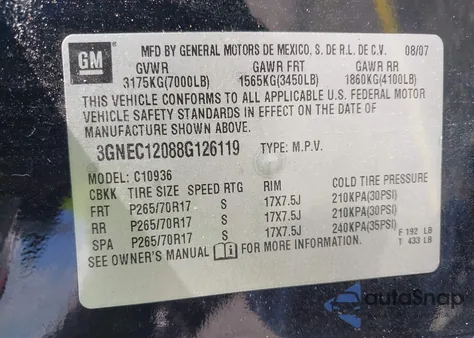 GM
MFD BY GENERAL MOTORS DE MEXICO, S. DE R.L. DE C.V. 08/07
GVWR GAWR FRT GAWR RR
3175KG(7000LB) 1565KG(3450LB) 1860KG(4100LB)
THIS VEHICLE CONFORMS TO ALL APPLICABLE U.S. FEDERAL MOTOR
VEHICLE SAFETY STANDARDS IN EFFECT ON THE DATE OF
MANUFACTURE SHOWN ABOVE.
3GNEC12088G126119 TYPE: M.P.V.
MODEL: C10936
CBKK TIRE SIZE SPEED RTG RIM COLD TIRE PRESSURE
FRT P265/70R17 S 17X7.5J 210KPA(30PSI)
RR P265/70R17 S 17X7.5J 210KPA(30PSI)
SPA P265/70R17 S 17X7.5J 240KPA(35PSI)
F 192 LB
T 433 LB
SEE OWNER'S MANUAL FOR MORE INFORMATION.
autoSnap